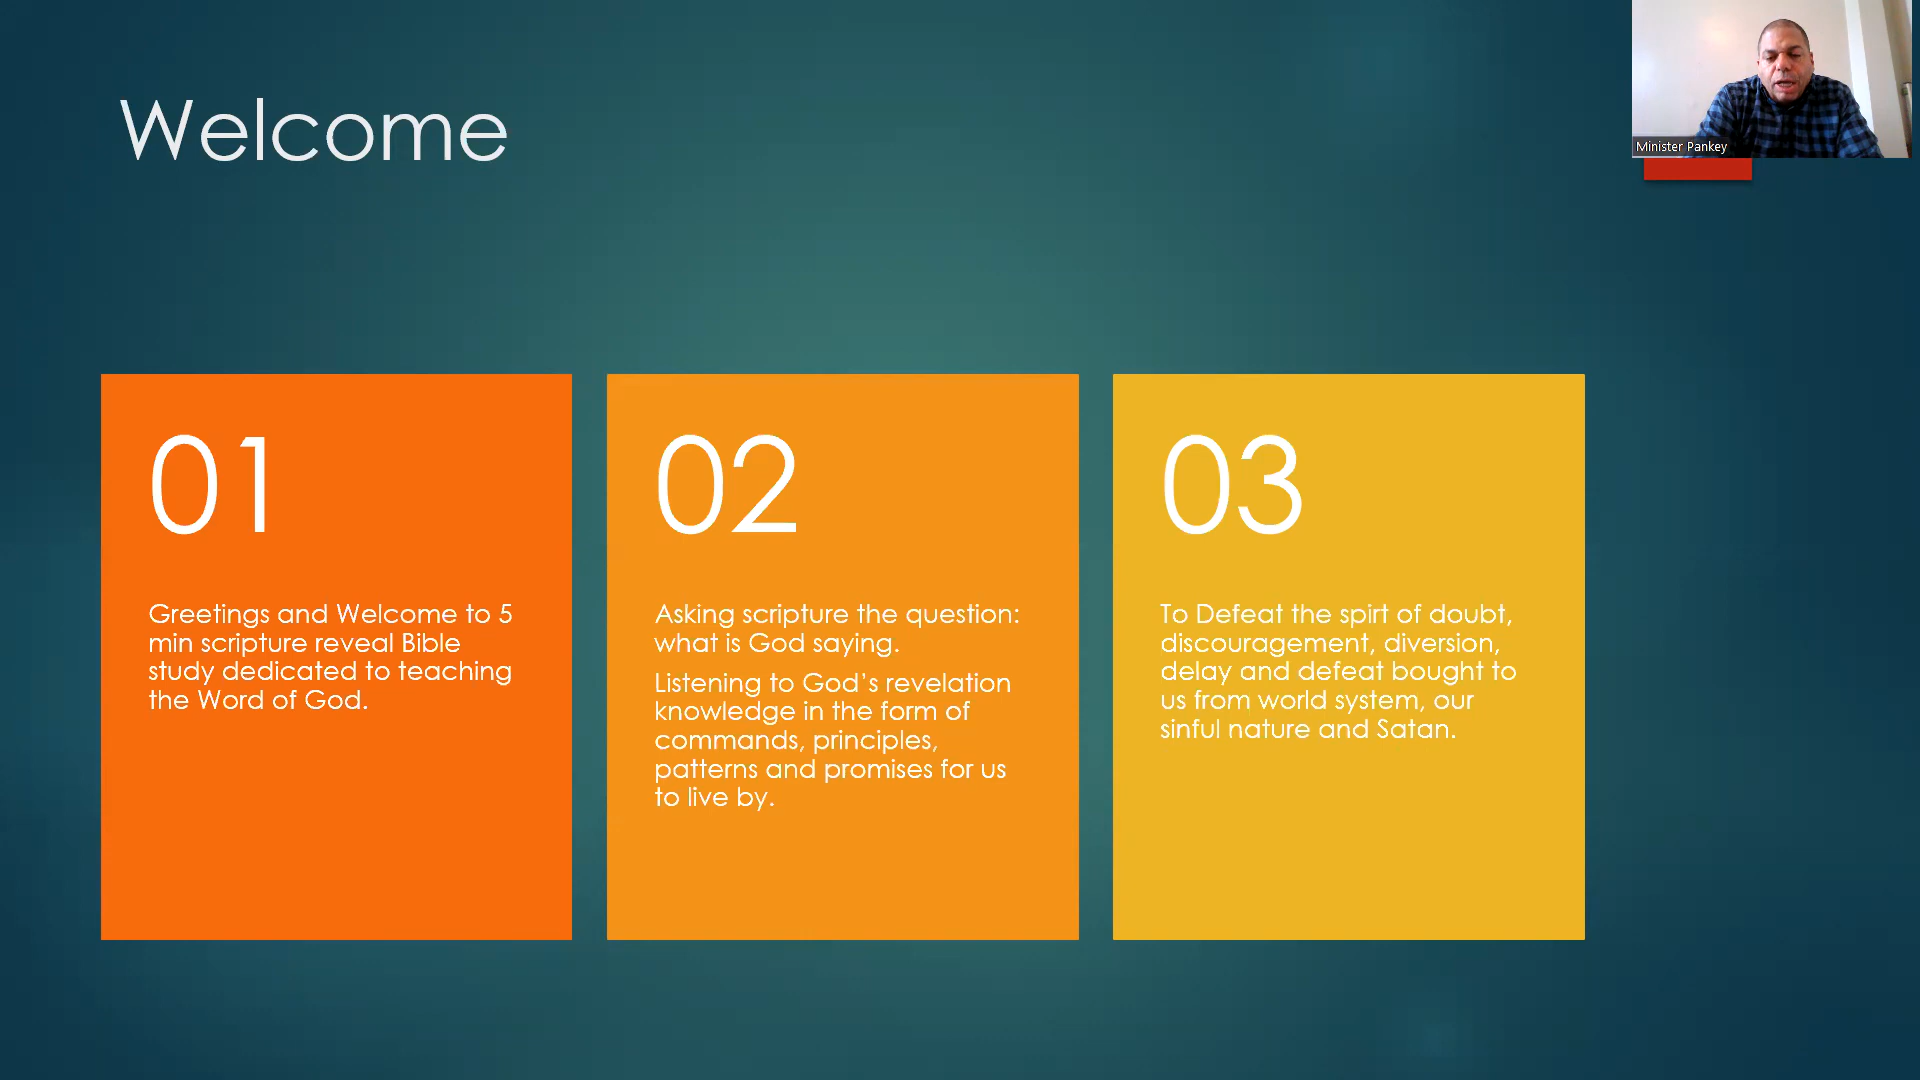 Welcome
Minister Pankey
01
Greetings and Welcome to 5
min scripture reveal Bible
study dedicated to teaching
the Word of God.
02
Asking scripture the question:
what is God saying.
Listening to God’s revelation
knowledge in the form of
commands, principles,
patterns and promises for us
to live by.
03
To Defeat the spirt of doubt,
discouragement, diversion,
delay and defeat bought to
us from world system, our
sinful nature and Satan.